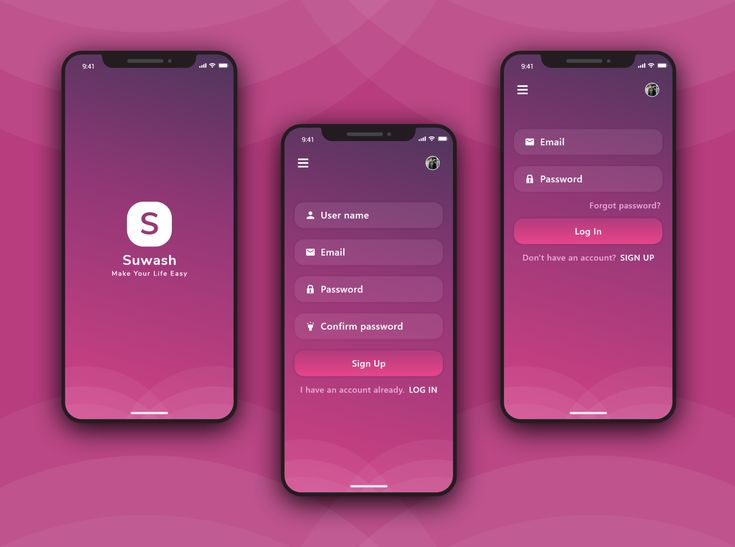 9:41
S
Suwash
Make Your Life Easy
9:41
User name
Email
Password
Confirm password
Sign Up
I have an account already. LOG IN
9:41
Email
Password
Forgot password?
Log In
Don't have an account? SIGN UP